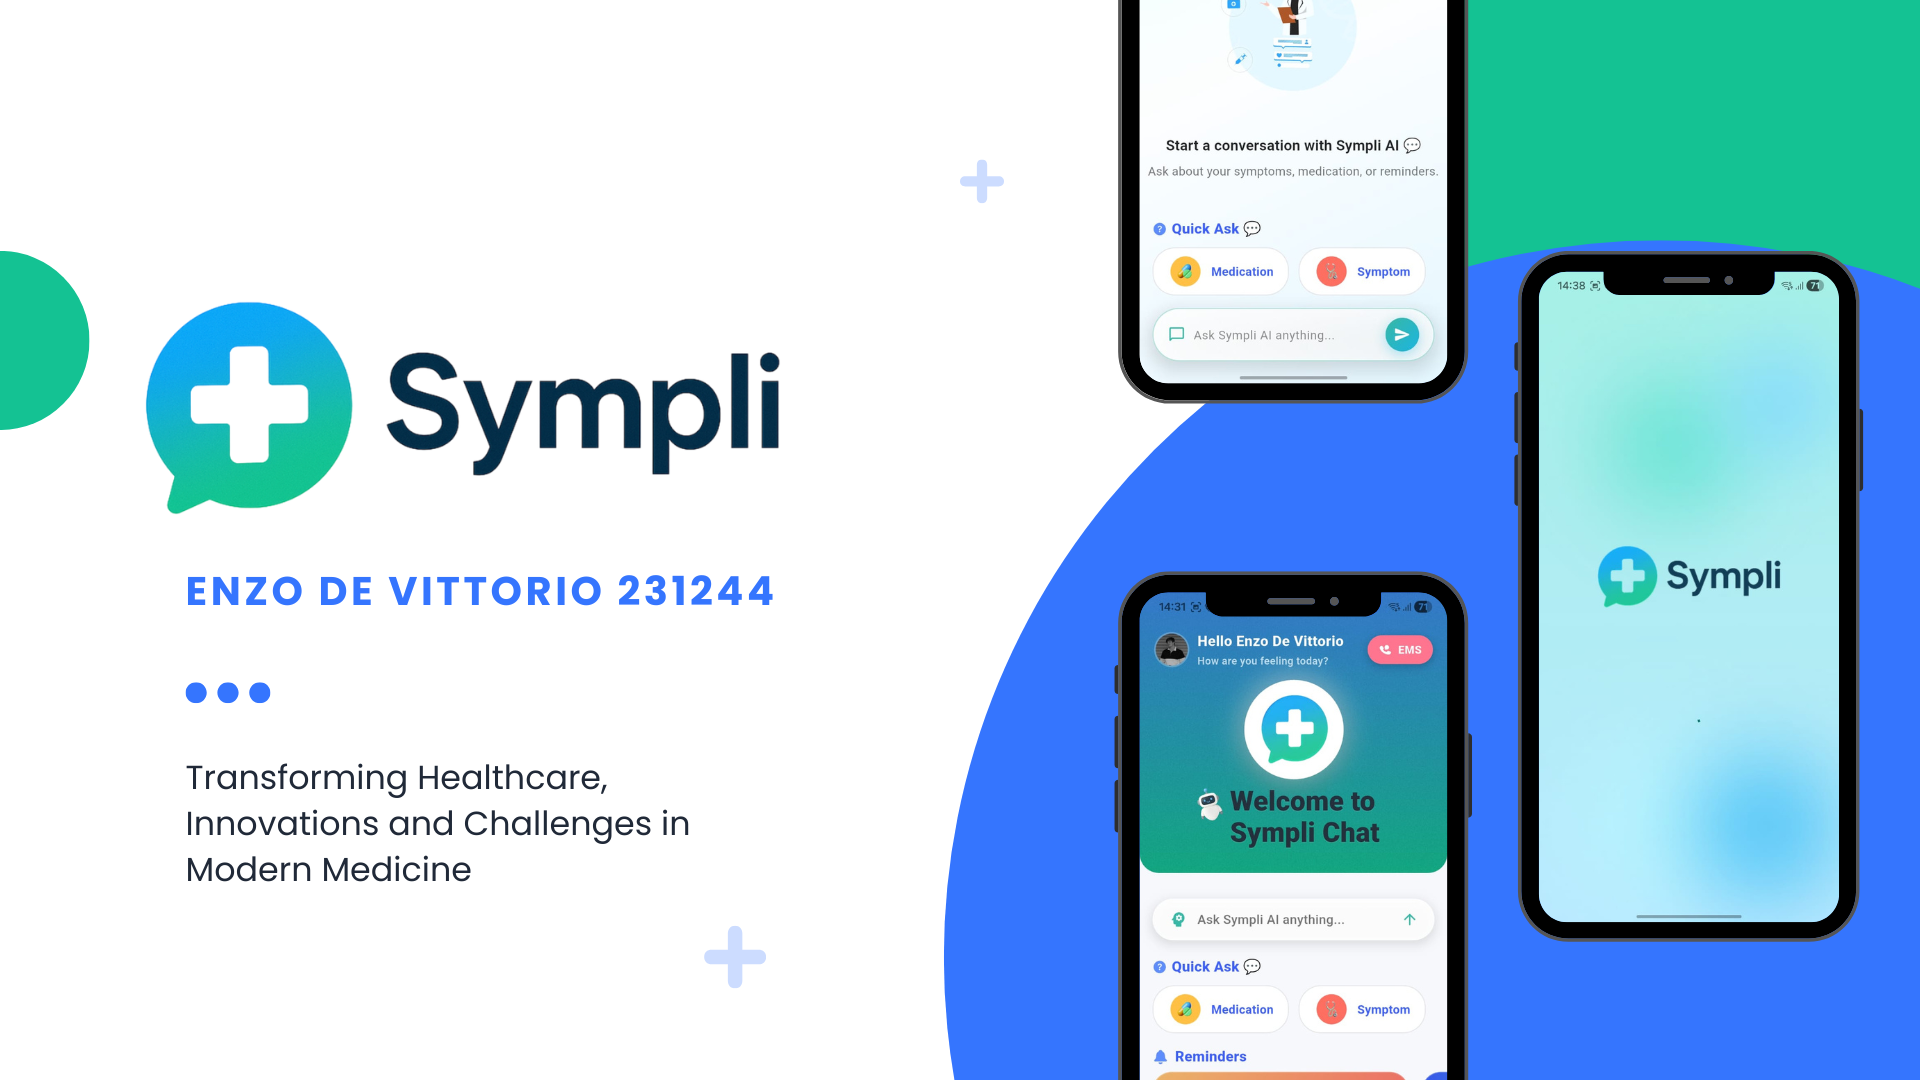 Sympli
ENZO DE VITTORIO 231244
Transforming Healthcare,
Innovations and Challenges in
Modern Medicine
Start a conversation with Sympli AI 💬
Ask about your symptoms, medication, or reminders.
? Quick Ask 💬
Medication
Symptom
Ask Sympli AI anything...
14:31
71
Hello Enzo De Vittorio
How are you feeling today?
EMS
Welcome to
Sympli Chat
Ask Sympli AI anything...
? Quick Ask 💬
Medication
Symptom
Reminders
14:38
71
Sympli